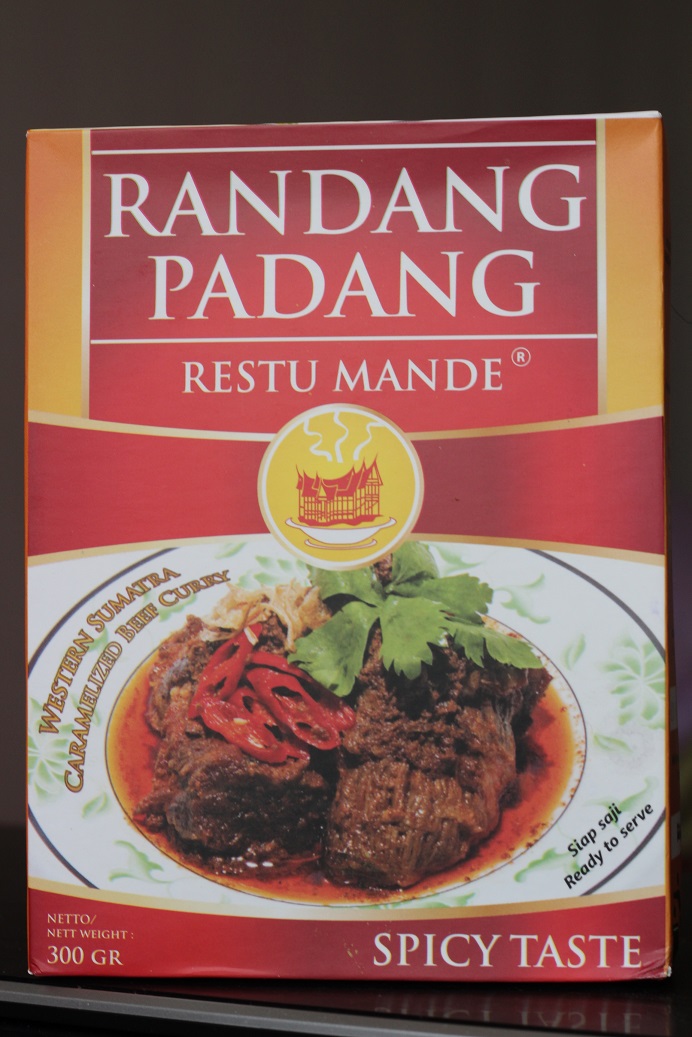 RANDANG
PADANG
RESTU MANDE ®
WESTERN SUMATRA
CARAMELIZED BEEF CURRY
Siap saji
Ready to serve
NETTO/
NETT WEIGHT :
300 GR
SPICY TASTE